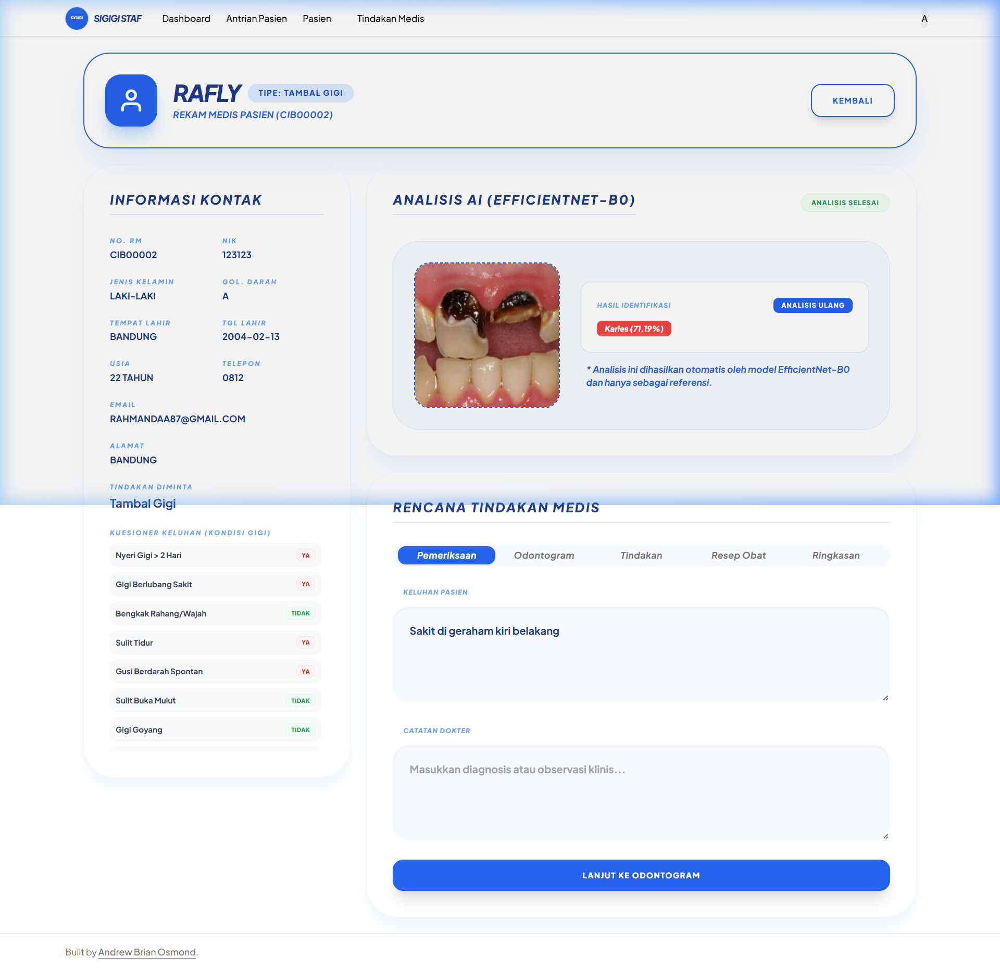 SIGIGI
SIGIGI STAF
Dashboard
Antrian Pasien
Pasien
Tindakan Medis
A
RAFLY
TIPE: TAMBAL GIGI
REKAM MEDIS PASIEN (CIB00002)
KEMBALI
INFORMASI KONTAK
NO. RM
CIB00002
NIK
123123
JENIS KELAMIN
LAKI-LAKI
GOL. DARAH
A
TEMPAT LAHIR
BANDUNG
TGL LAHIR
2004-02-13
USIA
22 TAHUN
TELEPON
0812
EMAIL
RAHMANDAA87@GMAIL.COM
ALAMAT
BANDUNG
TINDAKAN DIMINTA
Tambal Gigi
KUESIONER KELUHAN (KONDISI GIGI)
Nyeri Gigi > 2 Hari YA
Gigi Berlubang Sakit YA
Bengkak Rahang/Wajah TIDAK
Sulit Tidur YA
Gusi Berdarah Spontan YA
Sulit Buka Mulut TIDAK
Gigi Goyang TIDAK
ANALISIS AI (EFFICIENTNET-B0)
ANALISIS SELESAI
HASIL IDENTIFIKASI
ANALISIS ULANG
Karies (71.19%)
* Analisis ini dihasilkan otomatis oleh model EfficientNet-B0
dan hanya sebagai referensi.
RENCANA TINDAKAN MEDIS
Pemeriksaan
Odontogram
Tindakan
Resep Obat
Ringkasan
KELUHAN PASIEN
Sakit di geraham kiri belakang
CATATAN DOKTER
Masukkan diagnosis atau observasi klinis...
LANJUT KE ODONTOGRAM
Built by Andrew Brian Osmond.